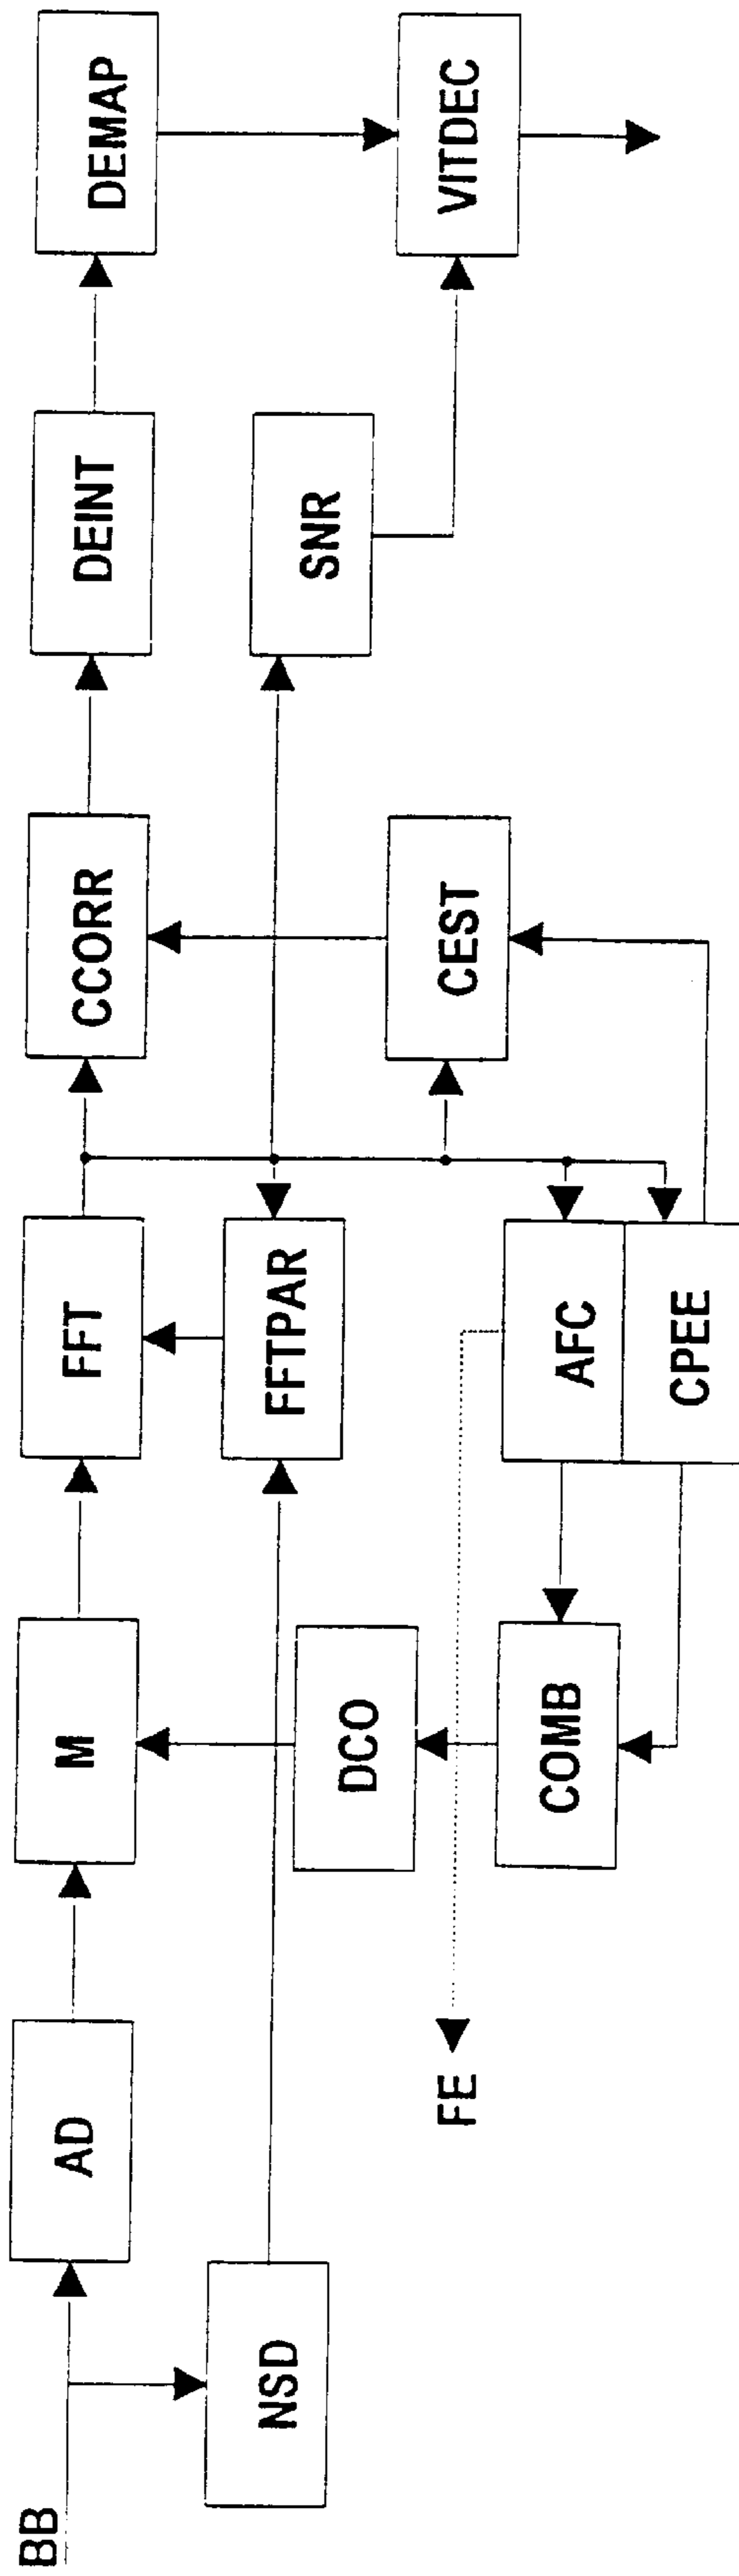 BB
AD
M
FFT
CCORR
DEINT
DEMAP
NSD
FFTPAR
SNR
DCO
CEST
VITDEC
FE
COMB
AFC
CPEE